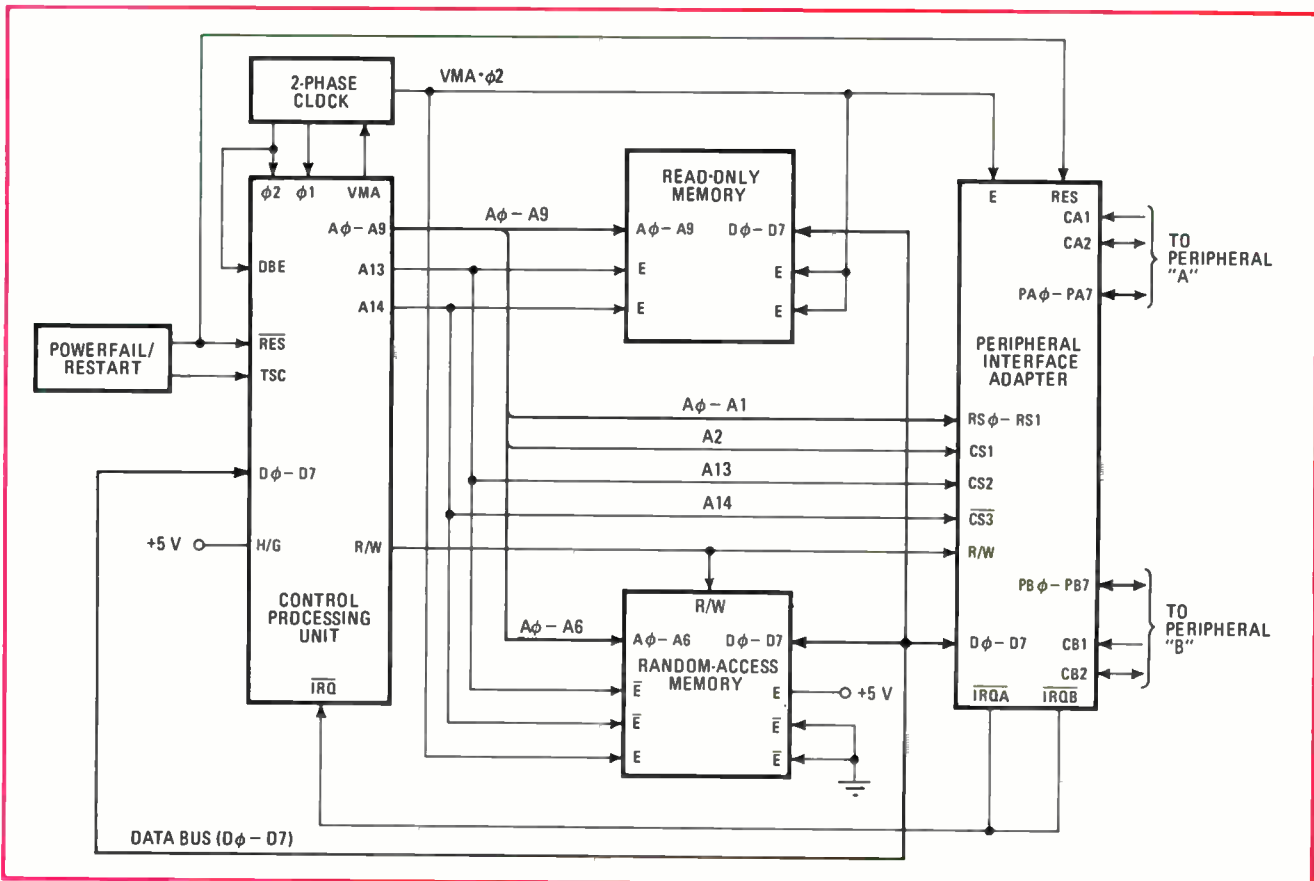 2-PHASE
CLOCK
VMA·ϕ2
ϕ2 ϕ1 VMA
Aϕ–A9
A13
A14
DBE
RES
TSC
Dϕ–D7
H/G
R/W
CONTROL
PROCESSING
UNIT
IRQ
POWERFAIL/
RESTART
+5 V
Aϕ–A9
READ-ONLY
MEMORY
Aϕ–A9 Dϕ–D7
E E
E E
Aϕ–A1
A2
A13
A14
Aϕ–A6
R/W
Aϕ–A6 Dϕ–D7
RANDOM-ACCESS
MEMORY
E E
E E
E E
+5 V
E RES
CA1
CA2
PAϕ–PA7
PERIPHERAL
INTERFACE
ADAPTER
RSϕ–RS1
CS1
CS2
CS3
R/W
PBϕ–PB7
Dϕ–D7
CB1
CB2
IRQA IRQB
TO
PERIPHERAL
"A"
TO
PERIPHERAL
"B"
DATA BUS (Dϕ–D7)